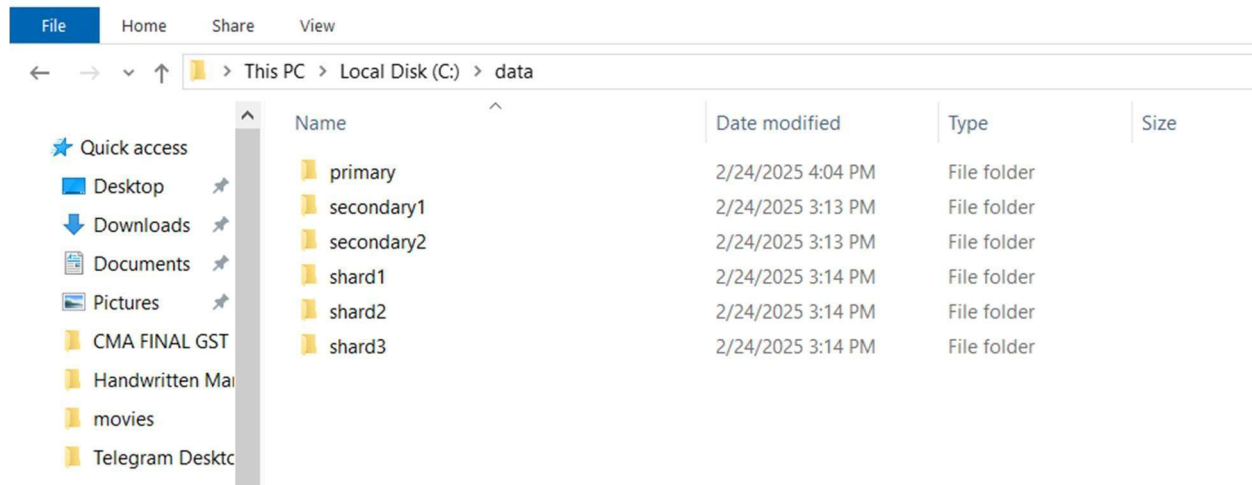 File Home Share View
This PC > Local Disk (C:) > data
Name Date modified Type Size
Quick access
Desktop
Downloads
Documents
Pictures
CMA FINAL GST
Handwritten Mar
movies
Telegram Desktc
primary 2/24/2025 4:04 PM File folder
secondary1 2/24/2025 3:13 PM File folder
secondary2 2/24/2025 3:13 PM File folder
shard1 2/24/2025 3:14 PM File folder
shard2 2/24/2025 3:14 PM File folder
shard3 2/24/2025 3:14 PM File folder